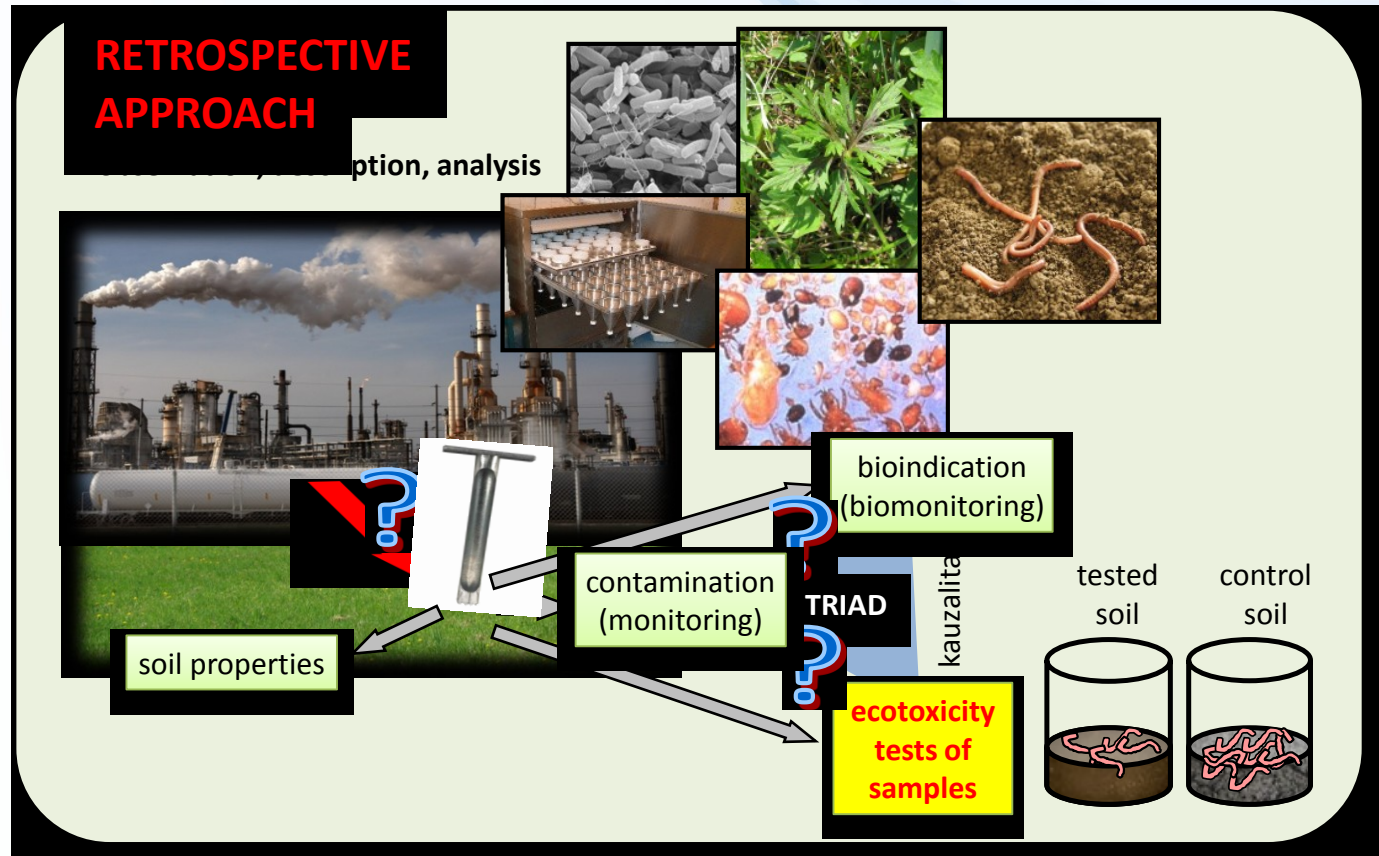 RETROSPECTIVE
APPROACH
ption, analysis
bioindication
(biomonitoring)
contamination
(monitoring)
TRIAD
kauzalita
tested
soil
control
soil
soil properties
ecotoxicity
tests of
samples
?
?
?